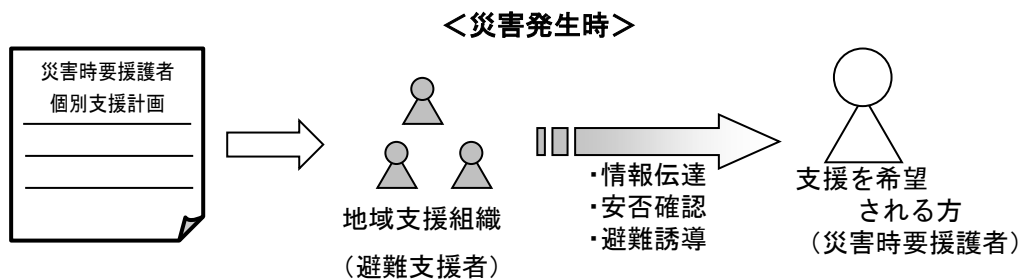 ＜災害発生時＞
災害時要援護者
個別支援計画
地域支援組織
（避難支援者）
・情報伝達
・安否確認
・避難誘導
支援を希望
される方
（災害時要援護者）